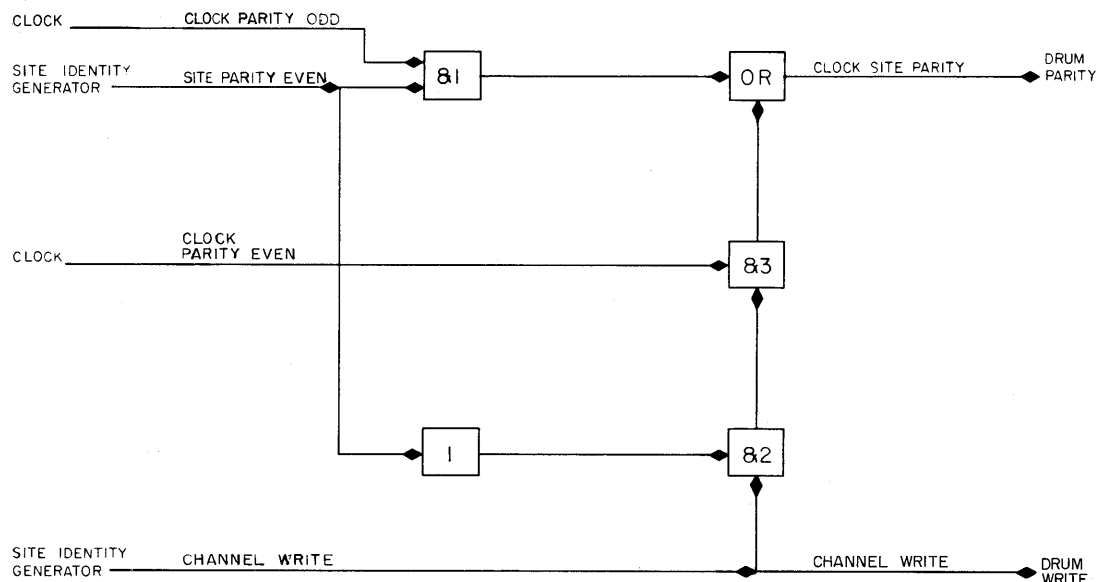 CLOCK CLOCK PARITY ODD
SITE IDENTITY
GENERATOR
SITE PARITY EVEN
&1
OR
CLOCK SITE PARITY
DRUM
PARITY
CLOCK
CLOCK
PARITY EVEN
&3
I
&2
SITE IDENTITY
GENERATOR
CHANNEL WRITE
CHANNEL WRITE
DRUM
WRITE